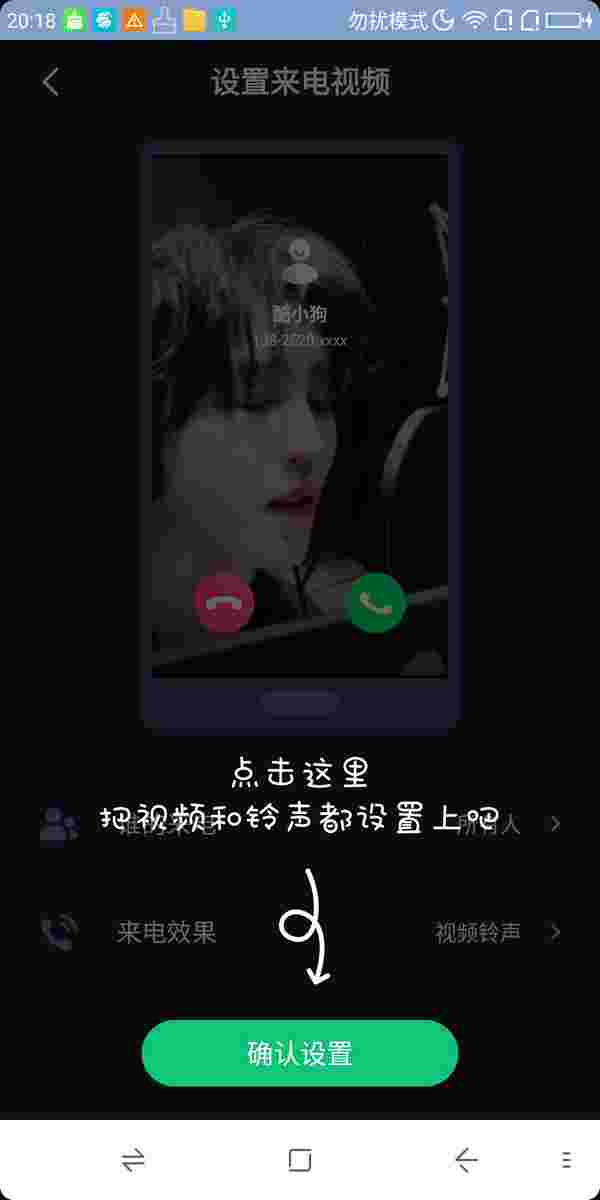 20:18 勿扰模式
设置来电视频
酷小狗
138-2020-xxxx
点击这里
把视频和铃声都设置上吧
谁的来电 所有人
来电效果 视频铃声
确认设置